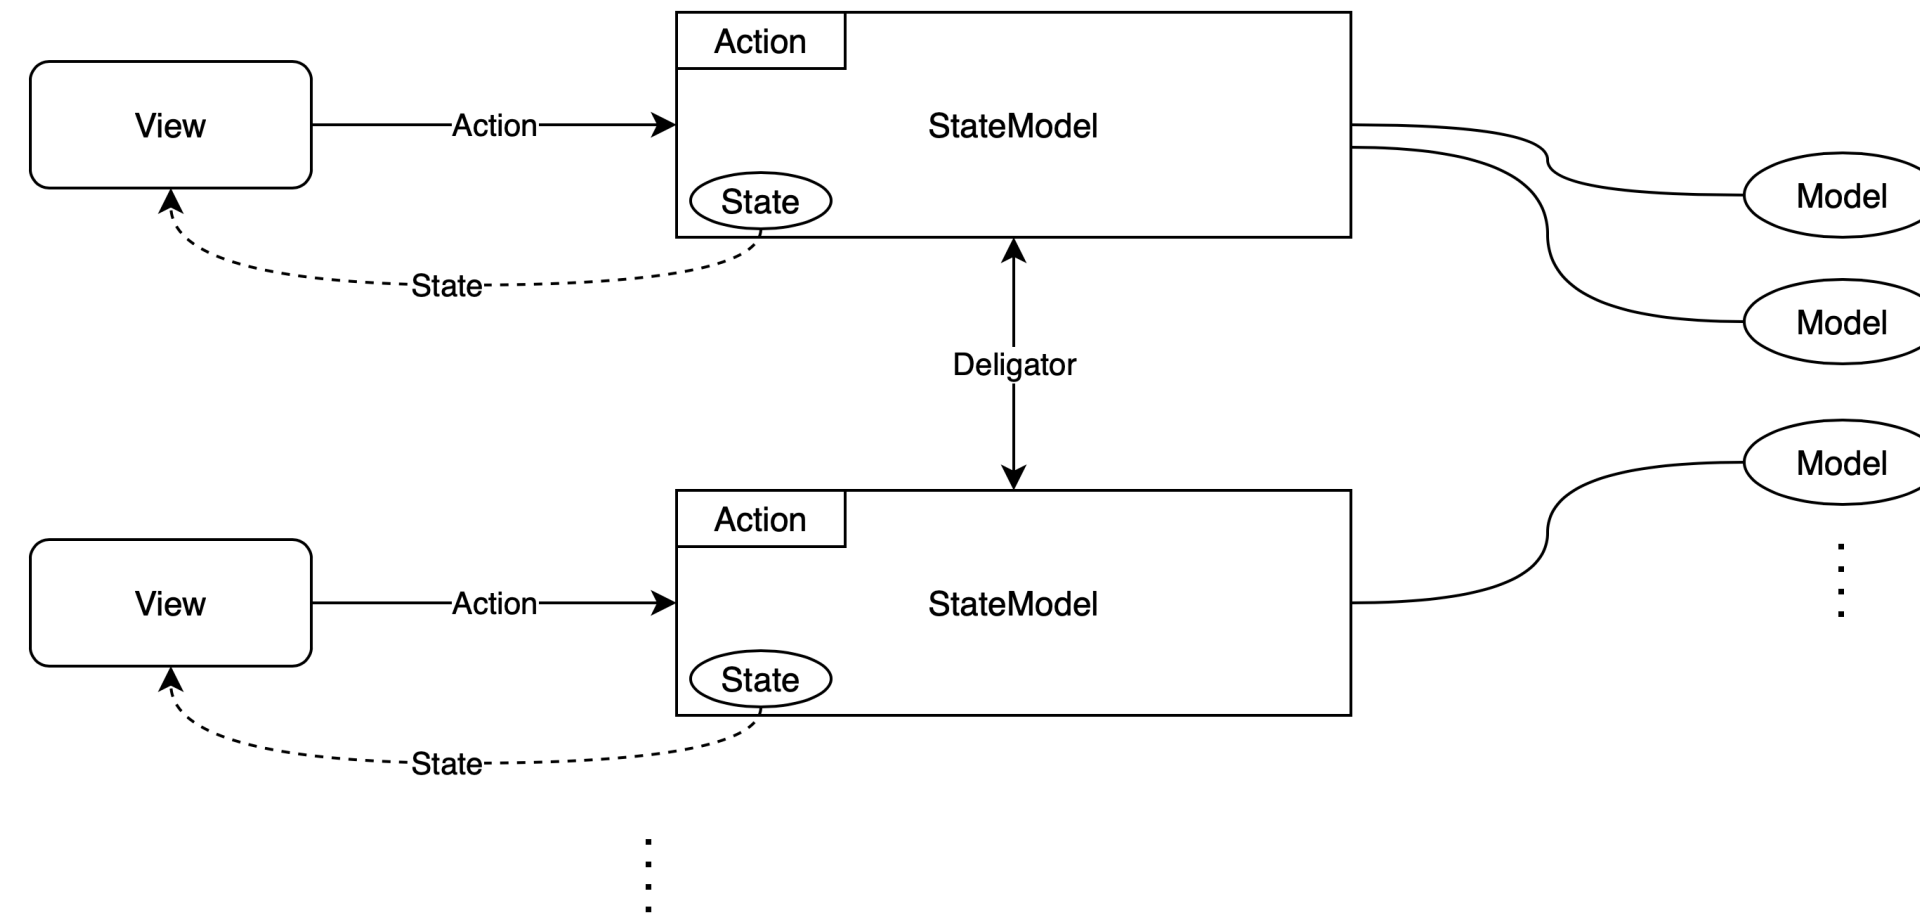 Action
View
Action
StateModel
State
State
Model
Model
Deligator
Model
Action
View
Action
StateModel
State
State